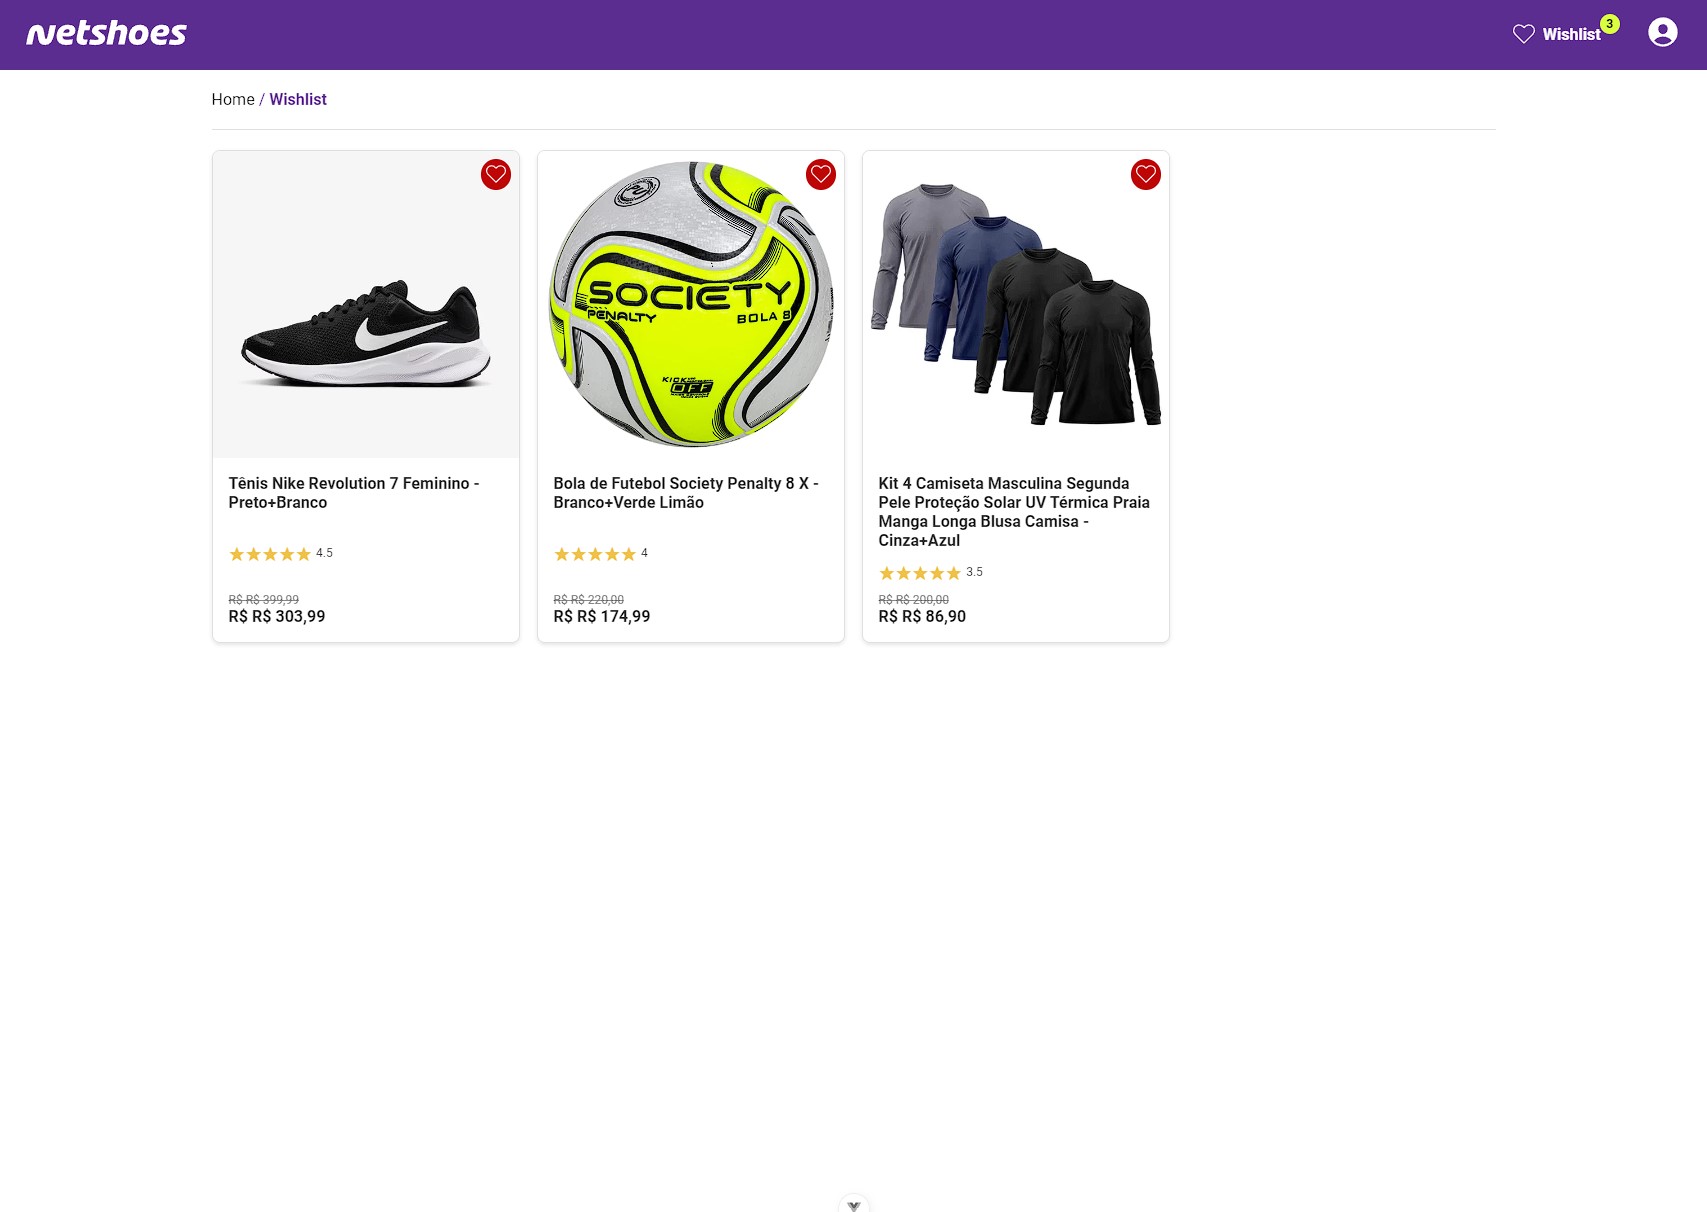 netshoes
Wishlist
3
Home / Wishlist
SOCIETY
PENALTY
BOLA 8
KICK
OFF
Tênis Nike Revolution 7 Feminino -
Preto+Branco
4.5
R$ R$ 399,99
R$ R$ 303,99
Bola de Futebol Society Penalty 8 X -
Branco+Verde Limão
4
R$ R$ 220,00
R$ R$ 174,99
Kit 4 Camiseta Masculina Segunda
Pele Proteção Solar UV Térmica Praia
Manga Longa Blusa Camisa -
Cinza+Azul
3.5
R$ R$ 200,00
R$ R$ 86,90